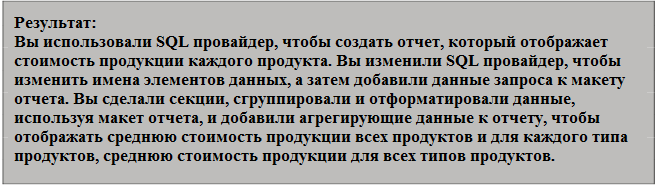 Результат:
Вы использовали SQL провайдер, чтобы создать отчет, который отображает
стоимость продукции каждого продукта. Вы изменили SQL провайдер, чтобы
изменить имена элементов данных, а затем добавили данные запроса к макету
отчета. Вы сделали секции, сгруппировали и отформатировали данные,
используя макет отчета, и добавили агрегирующие данные к отчету, чтобы
отображать среднюю стоимость продукции всех продуктов и для каждого типа
продуктов, среднюю стоимость продукции для всех типов продуктов.